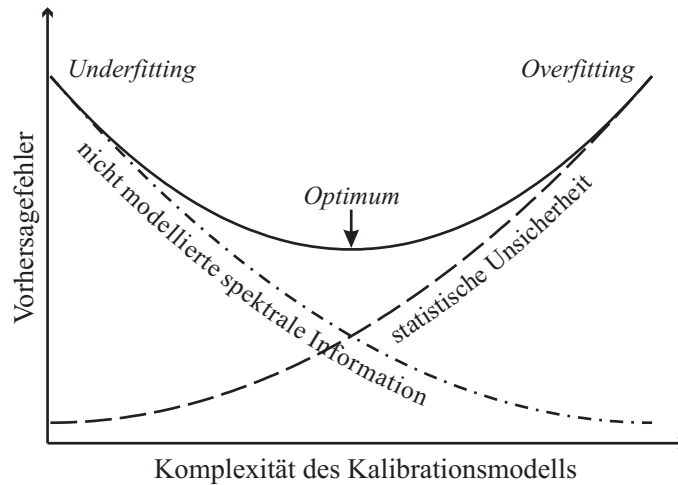 Underfitting
Overfitting
Vorhersagefehler
nicht modellierte spektrale Information
Optimum
statistische Unsicherheit
Komplexität des Kalibrationsmodells